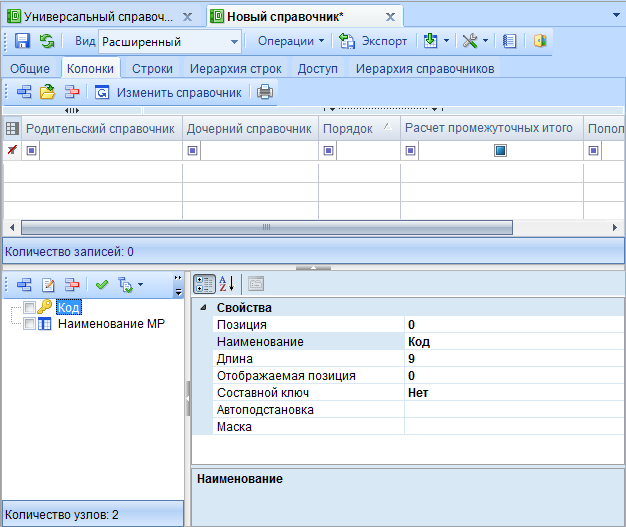 Универсальный справоч...
Новый справочник*
Вид Расширенный Операции Экспорт
Общие Колонки Строки Иерархия строк Доступ Иерархия справочников
Изменить справочник
Родительский справочник Дочерний справочник Порядок Расчет промежуточных итого Попол
Количество записей: 0
Код
Наименование МР
Количество узлов: 2
Свойства
Позиция 0
Наименование Код
Длина 9
Отображаемая позиция 0
Составной ключ Нет
Автоподстановка
Маска
Наименование